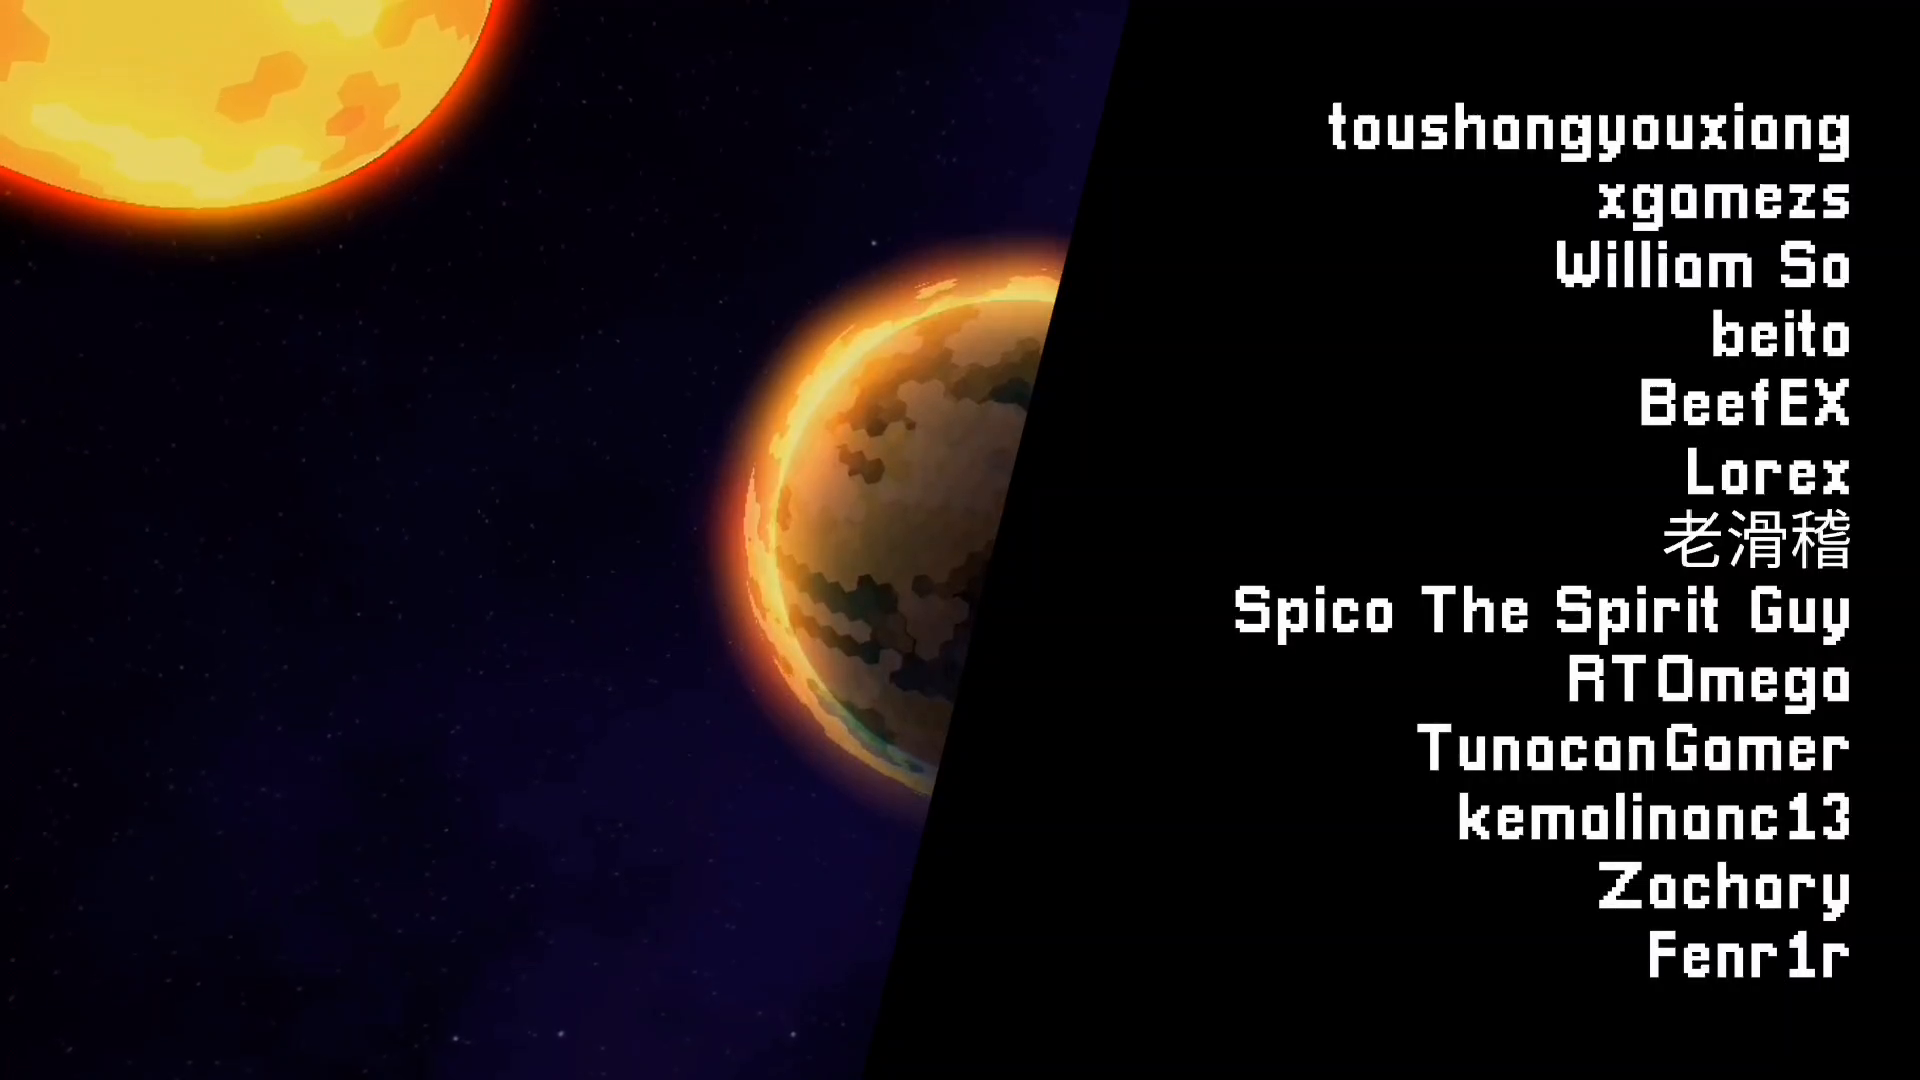 toushangyouxiang
xgamezs
William So
beito
BeefEX
Lorex
老滑稽
Spico The Spirit Guy
RTOmega
TunacanGamer
kemalinanc13
Zachary
Fenr1r